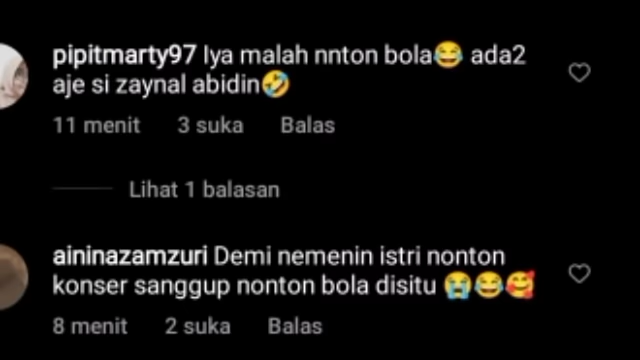 pipitmarty97 Iya malah nnton bola😂 ada2
aje si zaynal abidin🤣
11 menit 3 suka Balas
Lihat 1 balasan
aininazamzuri Demi nemenin istri nonton
konser sanggup nonton bola disitu 😭😂🥰
8 menit 2 suka Balas